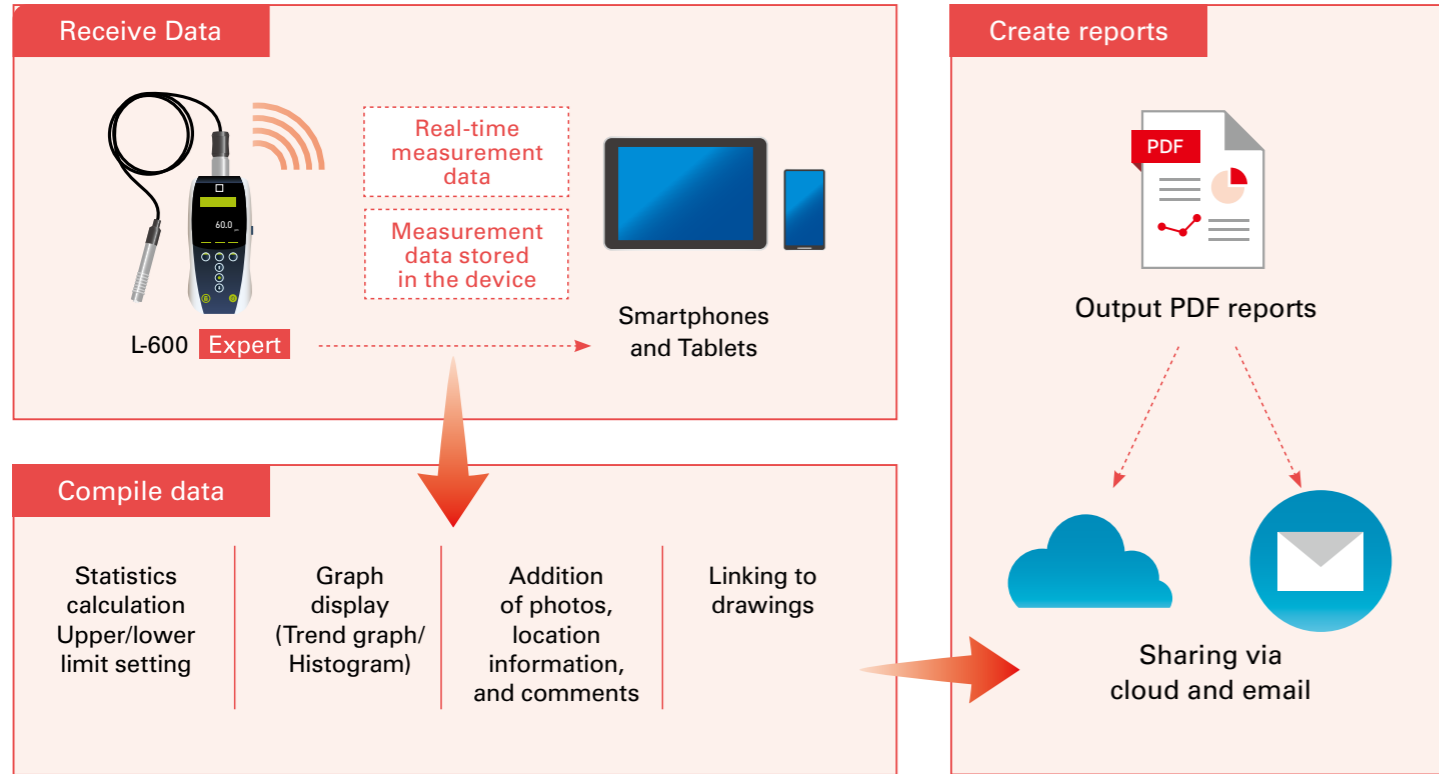 Receive Data
Real-time
measurement
data
Measurement
data stored
in the device
60.0
L-600 Expert
Smartphones
and Tablets
Compile data
Statistics
calculation
Upper/lower
limit setting
Graph
display
(Trend graph/
Histogram)
Addition
of photos,
location
information,
and comments
Linking to
drawings
Create reports
PDF
Output PDF reports
Sharing via
cloud and email